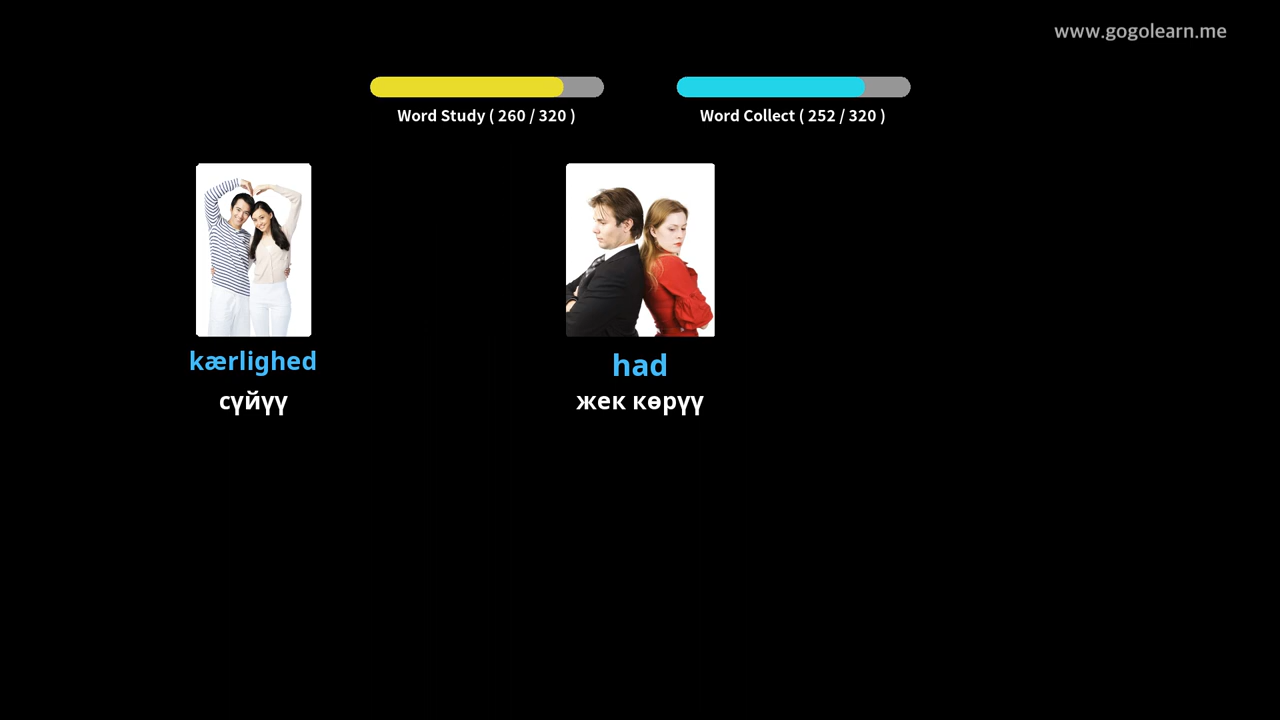 www.gogolearn.me
Word Study ( 260 / 320 )
Word Collect ( 252 / 320 )
kærlighed
сүйүү
had
жек көрүү